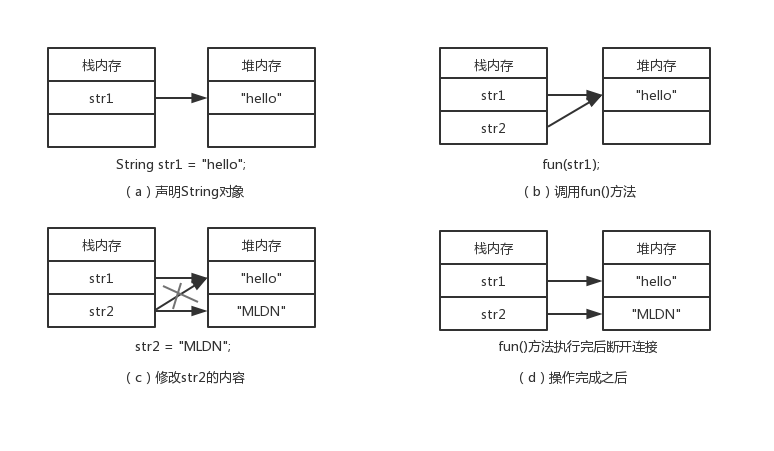 栈内存 堆内存
str1 "hello"
String str1 = "hello";
（a）声明String对象
栈内存 堆内存
str1 "hello"
str2
fun(str1);
（b）调用fun()方法
栈内存 堆内存
str1 "hello"
str2 "MLDN"
str2 = "MLDN";
（c）修改str2的内容
栈内存 堆内存
str1 "hello"
str2 "MLDN"
fun()方法执行完后断开连接
（d）操作完成之后